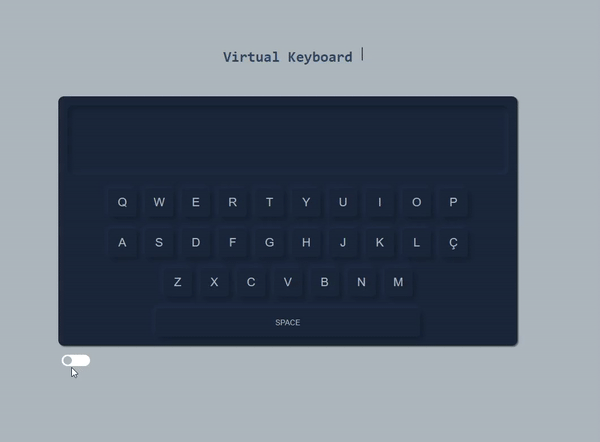 Virtual Keyboard
Q W E R T Y U I O P
A S D F G H J K L Ç
Z X C V B N M
SPACE